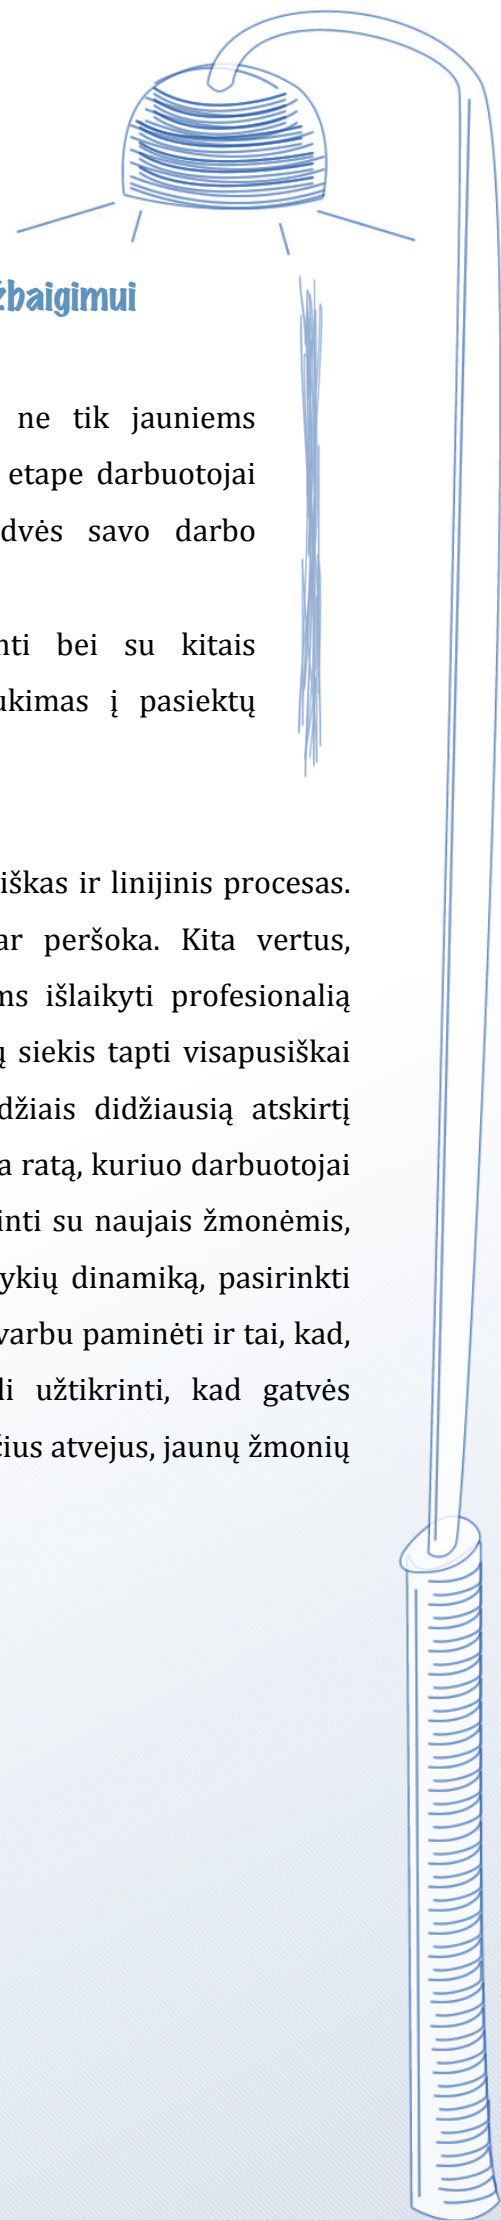 žbaigimui
ne tik jauniems
etape darbuotojai
dvės savo darbo
nti bei su kitais
ukimas į pasiektų
iškas ir linijinis procesas.
ar peršoka. Kita vertus,
ms išlaikyti profesionalią
ų siekis tapti visapusiškai
džiais didžiausią atskirtį
a ratą, kuriuo darbuotojai
inti su naujais žmonėmis,
ykių dinamiką, pasirinkti
varbu paminėti ir tai, kad,
li užtikrinti, kad gatvės
čius atvejus, jaunų žmonių